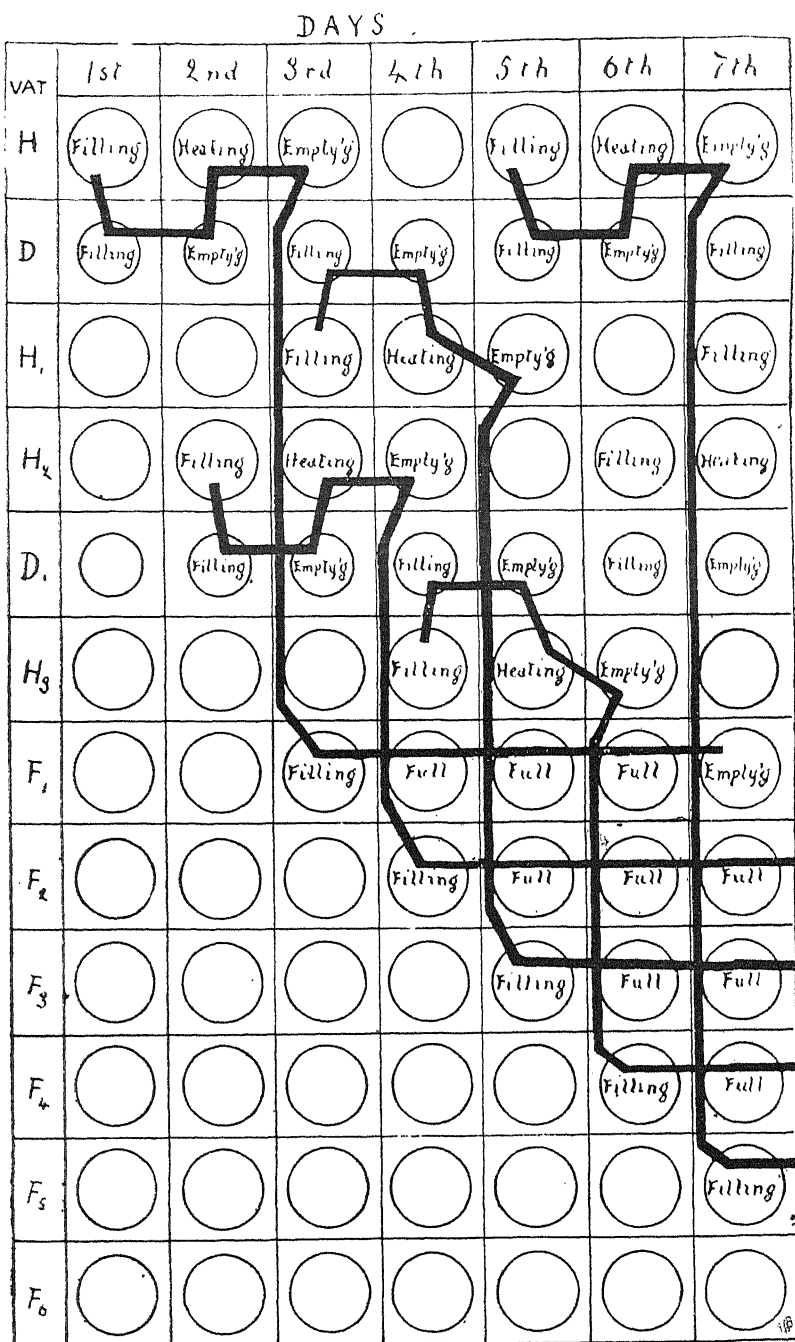 DAYS.
VAT 1st 2nd 3rd 4th 5th 6th 7th
H Filling Heating Empty'g Filling Heating Empty'g
D Filling Empty'g Filling Empty'g Filling Empty'g Filling
H₁ Filling Heating Empty'g Filling
H₂ Filling Heating Empty'g Filling Heating
D₁ Filling Empty'g Filling Empty'g Filling Empty'g
H₃ Filling Heating Empty'g
F₁ Filling Full Full Full Empty'g
F₂ Filling Full Full Full
F₃ Filling Full Full
F₄ Filling Full
F₅ Filling
F₆